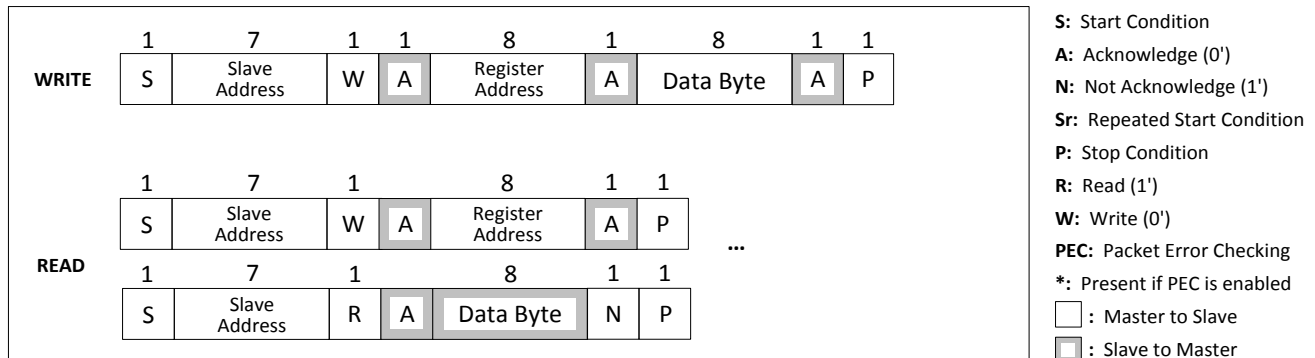 1 7 1 1 8 1 8 1 1
WRITE S Slave Address W A Register Address A Data Byte A P
1 7 1 8 1 1
S Slave Address W A Register Address A P ...
READ
1 7 1 8 1 1
S Slave Address R A Data Byte N P
S: Start Condition
A: Acknowledge (0')
N: Not Acknowledge (1')
Sr: Repeated Start Condition
P: Stop Condition
R: Read (1')
W: Write (0')
PEC: Packet Error Checking
*: Present if PEC is enabled
: Master to Slave
: Slave to Master